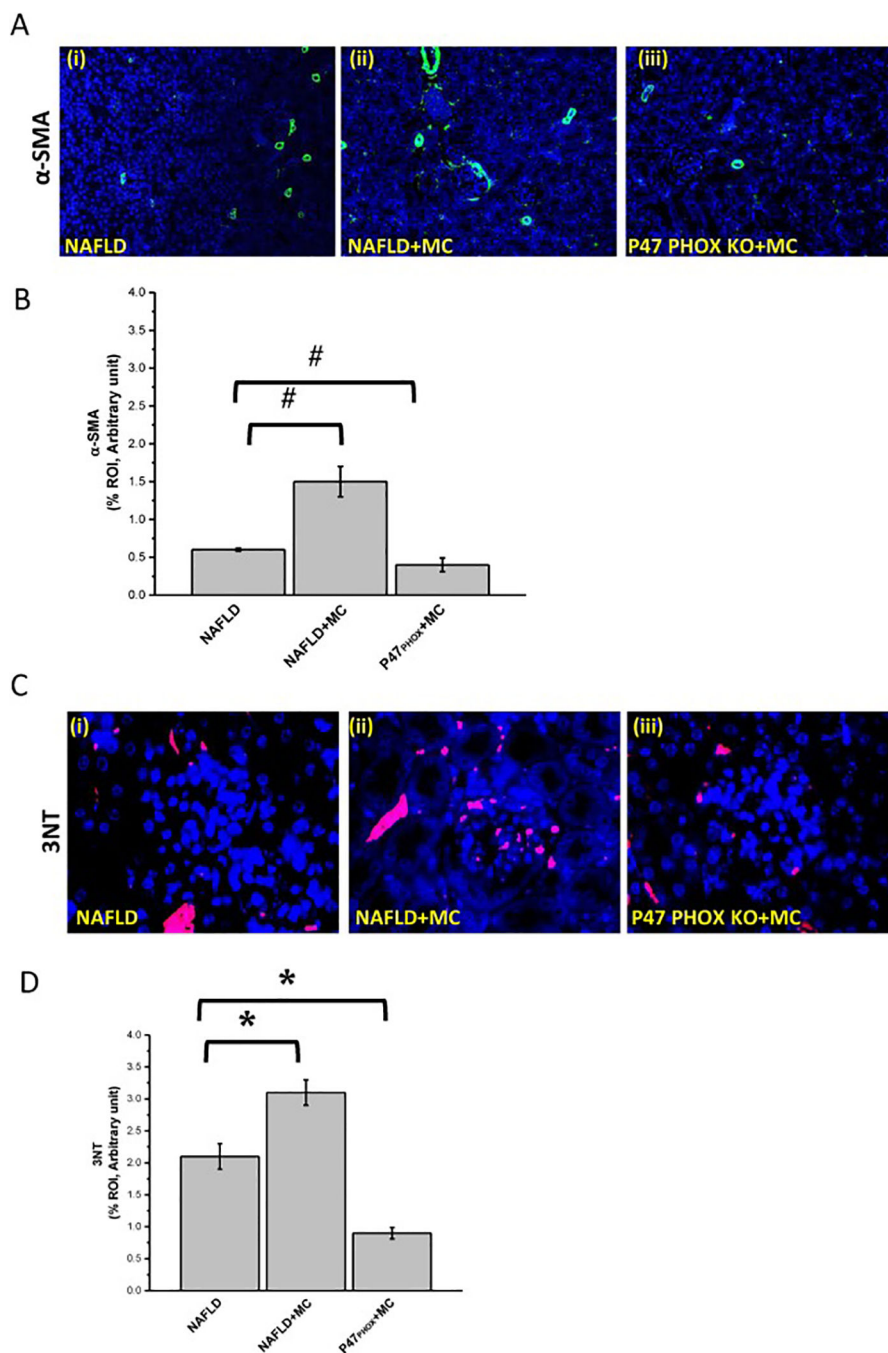 A
α-SMA
(i)
(ii)
(iii)
NAFLD
NAFLD+MC
P47 PHOX KO+MC
B
α-SMA
(% ROI, Arbitrary unit)
4.0
3.5
3.0
2.5
2.0
1.5
1.0
0.5
0.0
#
#
NAFLD
NAFLD+MC
P47PHOX+MC
C
3NT
(i)
(ii)
(iii)
NAFLD
NAFLD+MC
P47 PHOX KO+MC
D
3NT
(% ROI, Arbitrary unit)
4.0
3.5
3.0
2.5
2.0
1.5
1.0
0.5
0.0
*
*
NAFLD
NAFLD+MC
P47PHOX+MC